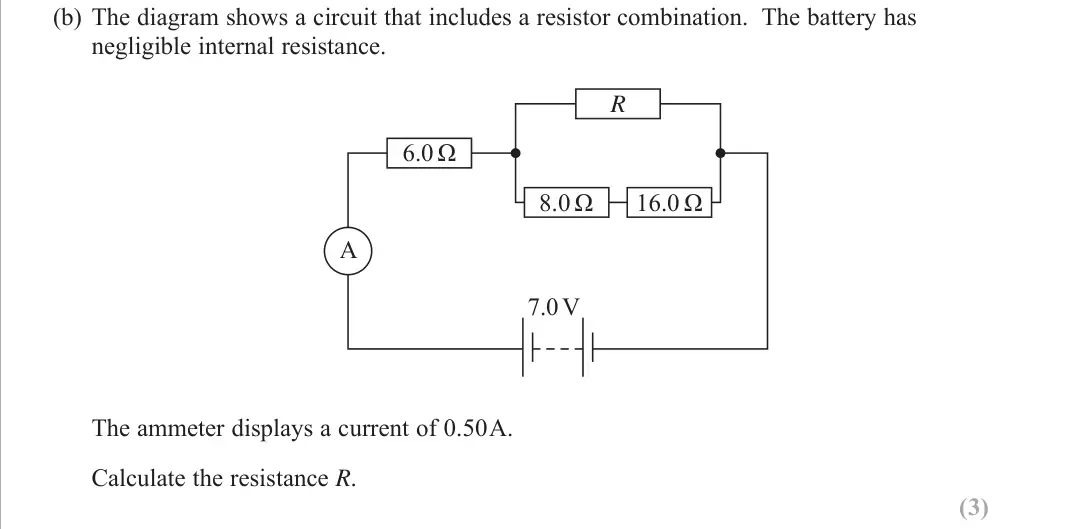 (b) The diagram shows a circuit that includes a resistor combination. The battery has
negligible internal resistance.
R
6.0 Ω
8.0 Ω
16.0 Ω
A
7.0 V
The ammeter displays a current of 0.50 A.
Calculate the resistance R.
(3)